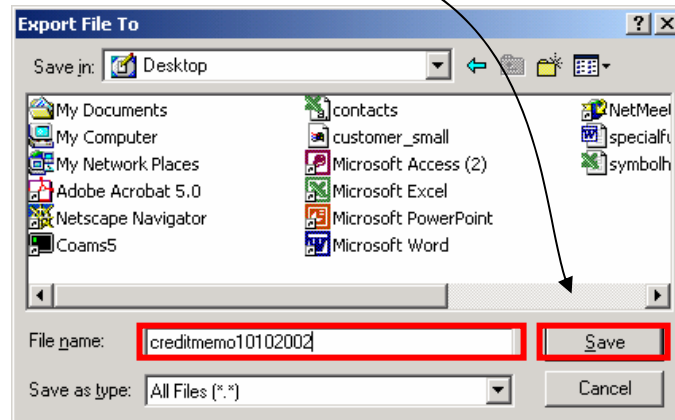 Export File To
Save in: Desktop
My Documents contacts NetMeet
My Computer customer_small specialfu
My Network Places Microsoft Access (2) symbolh
Adobe Acrobat 5.0 Microsoft Excel
Netscape Navigator Microsoft PowerPoint
Coams5 Microsoft Word
File name: creditmemo10102002 Save
Save as type: All Files (*.*) Cancel